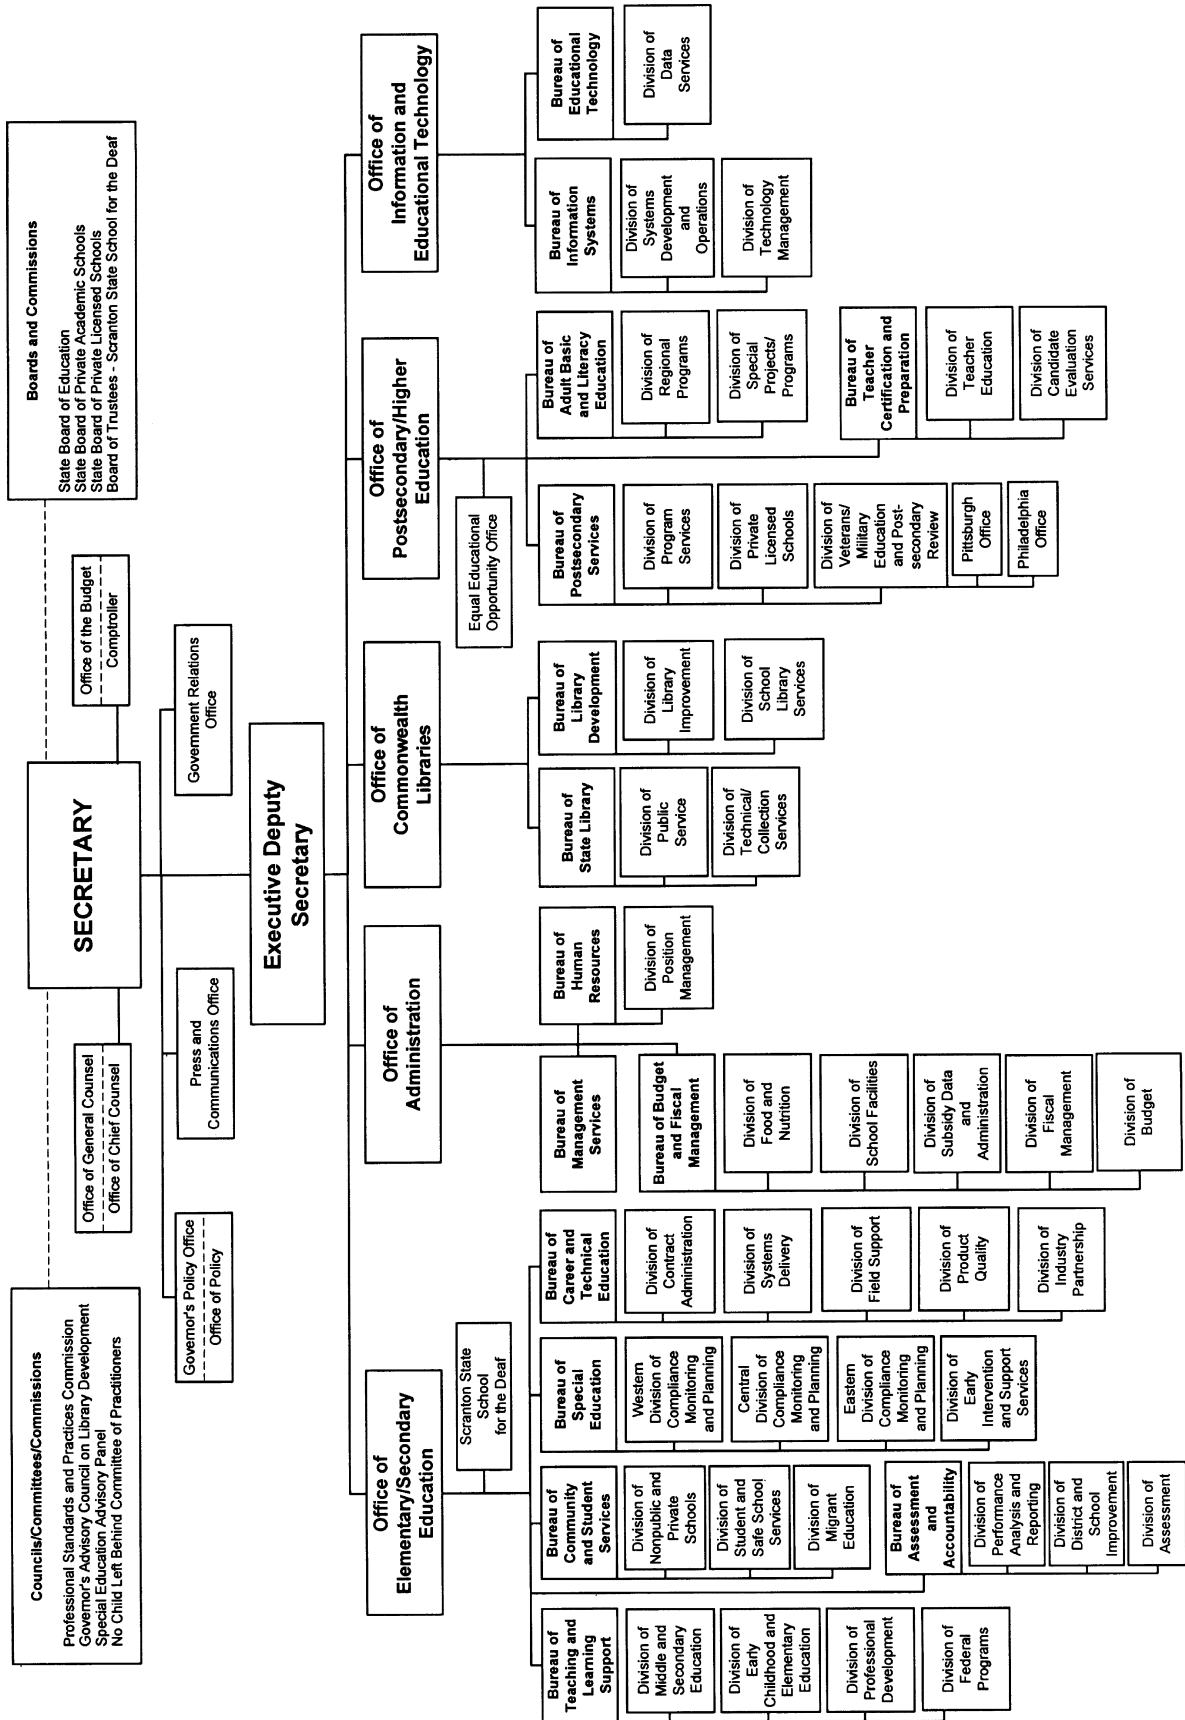 Councils/Committees/Commissions
Professional Standards and Practices Commission
Governor's Advisory Council on Library Development
Special Education Advisory Panel
No Child Left Behind Committee of Practitioners
SECRETARY
Boards and Commissions
State Board of Education
State Board of Private Academic Schools
State Board of Private Licensed Schools
Board of Trustees - Scranton State School for the Deaf
Office of General Counsel
Office of Chief Counsel
Office of the Budget
Comptroller
Governor's Policy Office
Office of Policy
Press and
Communications Office
Government Relations
Office
Executive Deputy
Secretary
Office of
Elementary/Secondary
Education
Scranton State
School
for the Deaf
Bureau of
Teaching and
Learning
Support
Division of
Middle and
Secondary
Education
Division of
Early
Childhood and
Elementary
Education
Division of
Professional
Development
Division of
Federal
Programs
Bureau of
Community
and Student
Services
Division of
Nonpublic and
Private
Schools
Division of
Student and
Safe School
Services
Division of
Migrant
Education
Bureau of
Assessment
and
Accountability
Division of
Performance
Analysis and
Reporting
Division of
District and
School
Improvement
Division of
Assessment
Bureau of
Special
Education
Western
Division of
Compliance
Monitoring
and Planning
Central
Division of
Compliance
Monitoring
and Planning
Eastern
Division of
Compliance
Monitoring
and Planning
Division of
Early
Intervention
and Support
Services
Bureau of
Career and
Technical
Education
Division of
Contract
Administration
Division of
Systems
Delivery
Division of
Field Support
Division of
Product
Quality
Division of
Industry
Partnership
Office of
Administration
Bureau of
Management
Services
Bureau of
Human
Resources
Division of
Position
Management
Bureau of Budget
and Fiscal
Management
Division of
Food and
Nutrition
Division of
School Facilities
Division of
Subsidy Data
and
Administration
Division of
Fiscal
Management
Division of
Budget
Office of
Commonwealth
Libraries
Bureau of
State Library
Division of
Public
Service
Division of
Technical/
Collection
Services
Bureau of
Library
Development
Division of
Library
Improvement
Division of
School
Library
Services
Office of
Postsecondary/Higher
Education
Equal Educational
Opportunity Office
Bureau of
Postsecondary
Services
Division of
Program
Services
Division of
Private
Licensed
Schools
Division of
Veterans/
Military
Education
and Post-
secondary
Review
Pittsburgh
Office
Philadelphia
Office
Bureau of
Adult Basic
and Literacy
Education
Division of
Regional
Programs
Division of
Special
Projects/
Programs
Bureau of
Teacher
Certification and
Preparation
Division of
Teacher
Education
Division of
Candidate
Evaluation
Services
Office of
Information and
Educational Technology
Bureau of
Information
Systems
Division of
Systems
Development
and
Operations
Division of
Technology
Management
Bureau of
Educational
Technology
Division of
Data
Services